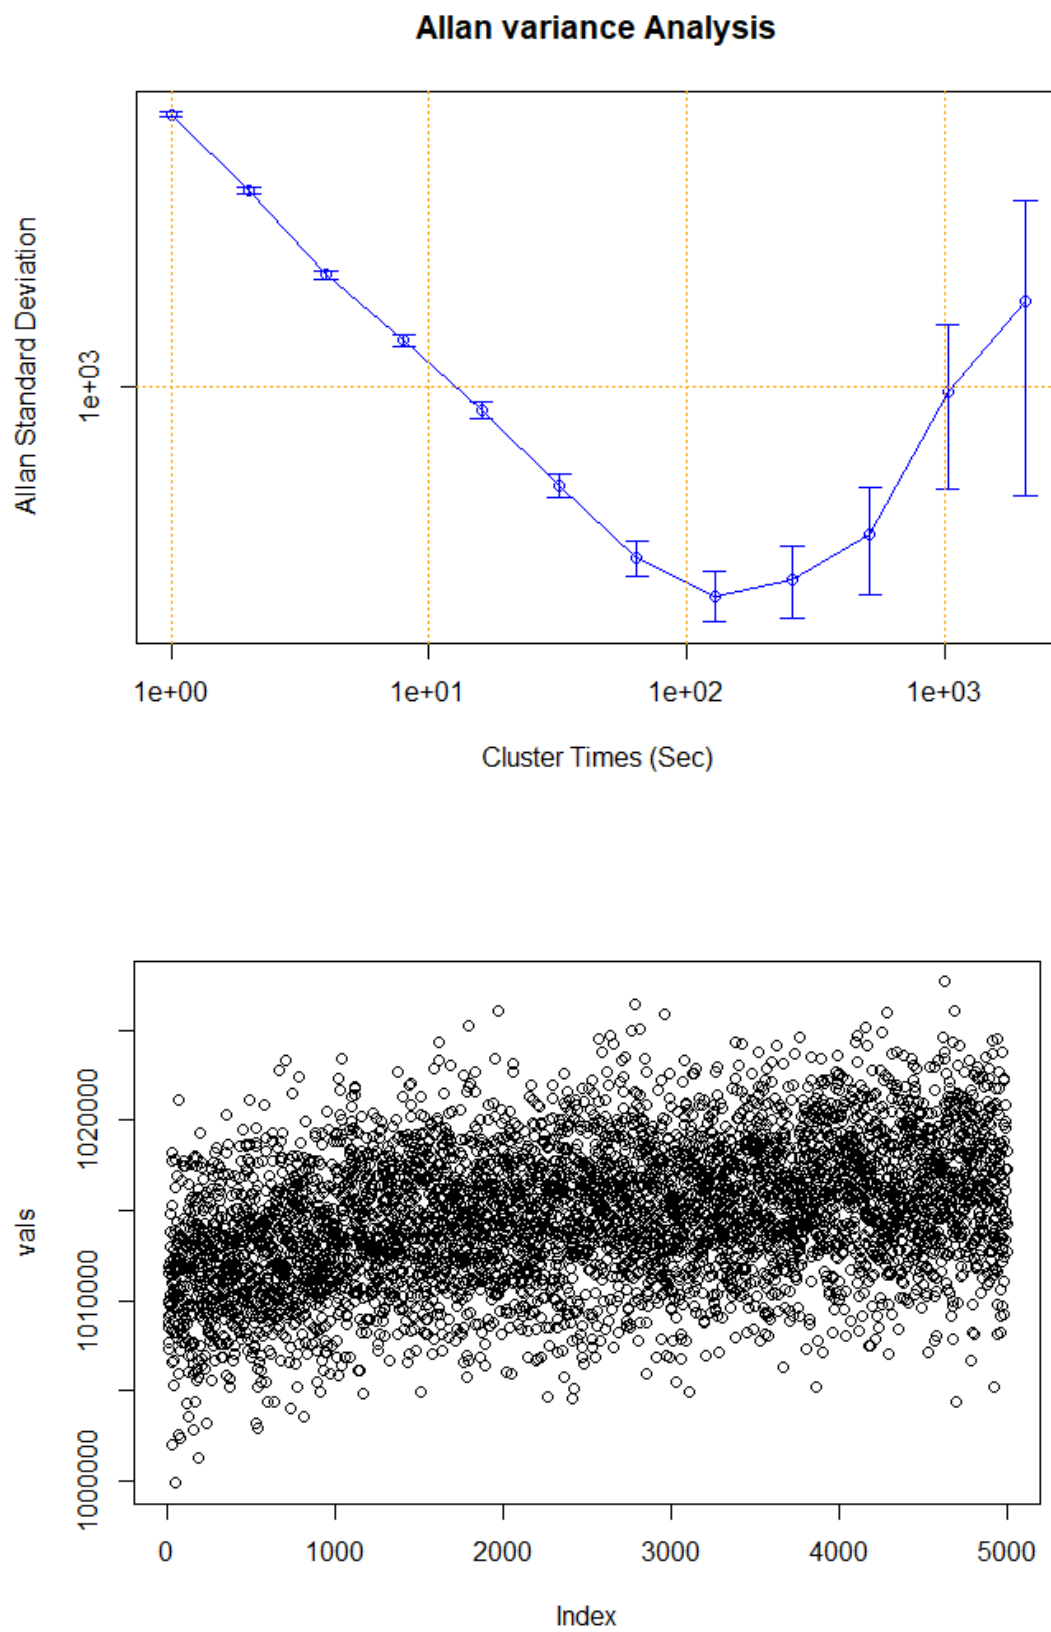 Allan variance Analysis
Allan Standard Deviation
1e+03
1e+00 1e+01 1e+02 1e+03
Cluster Times (Sec)
vals
1020000
1010000
1000000
0 1000 2000 3000 4000 5000
Index